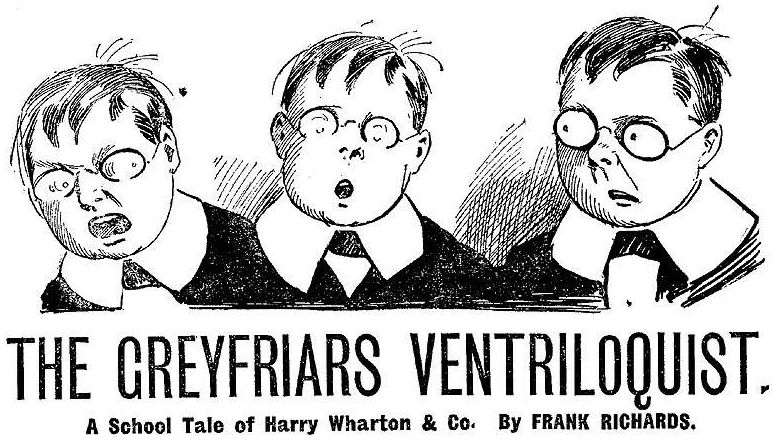 THE GREYFRIARS VENTRILOQUIST.
A School Tale of Harry Wharton & Co. By FRANK RICHARDS.